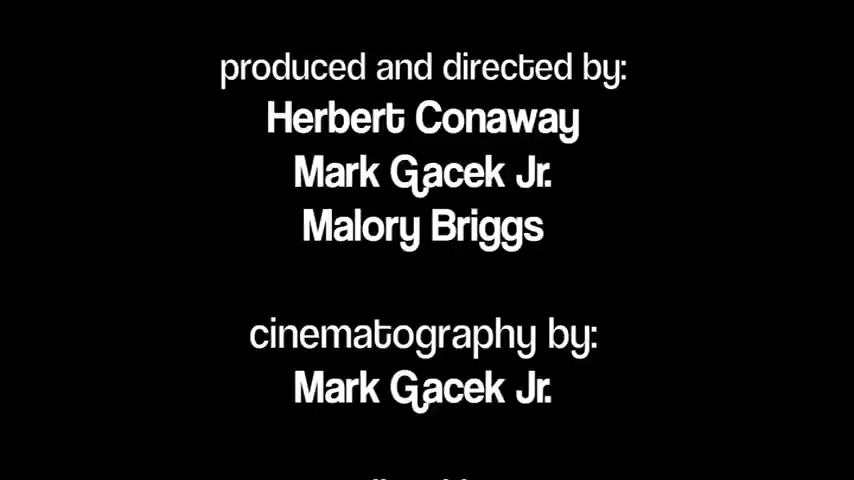 produced and directed by:
Herbert Conaway
Mark Gacek Jr.
Malory Briggs
cinematography by:
Mark Gacek Jr.